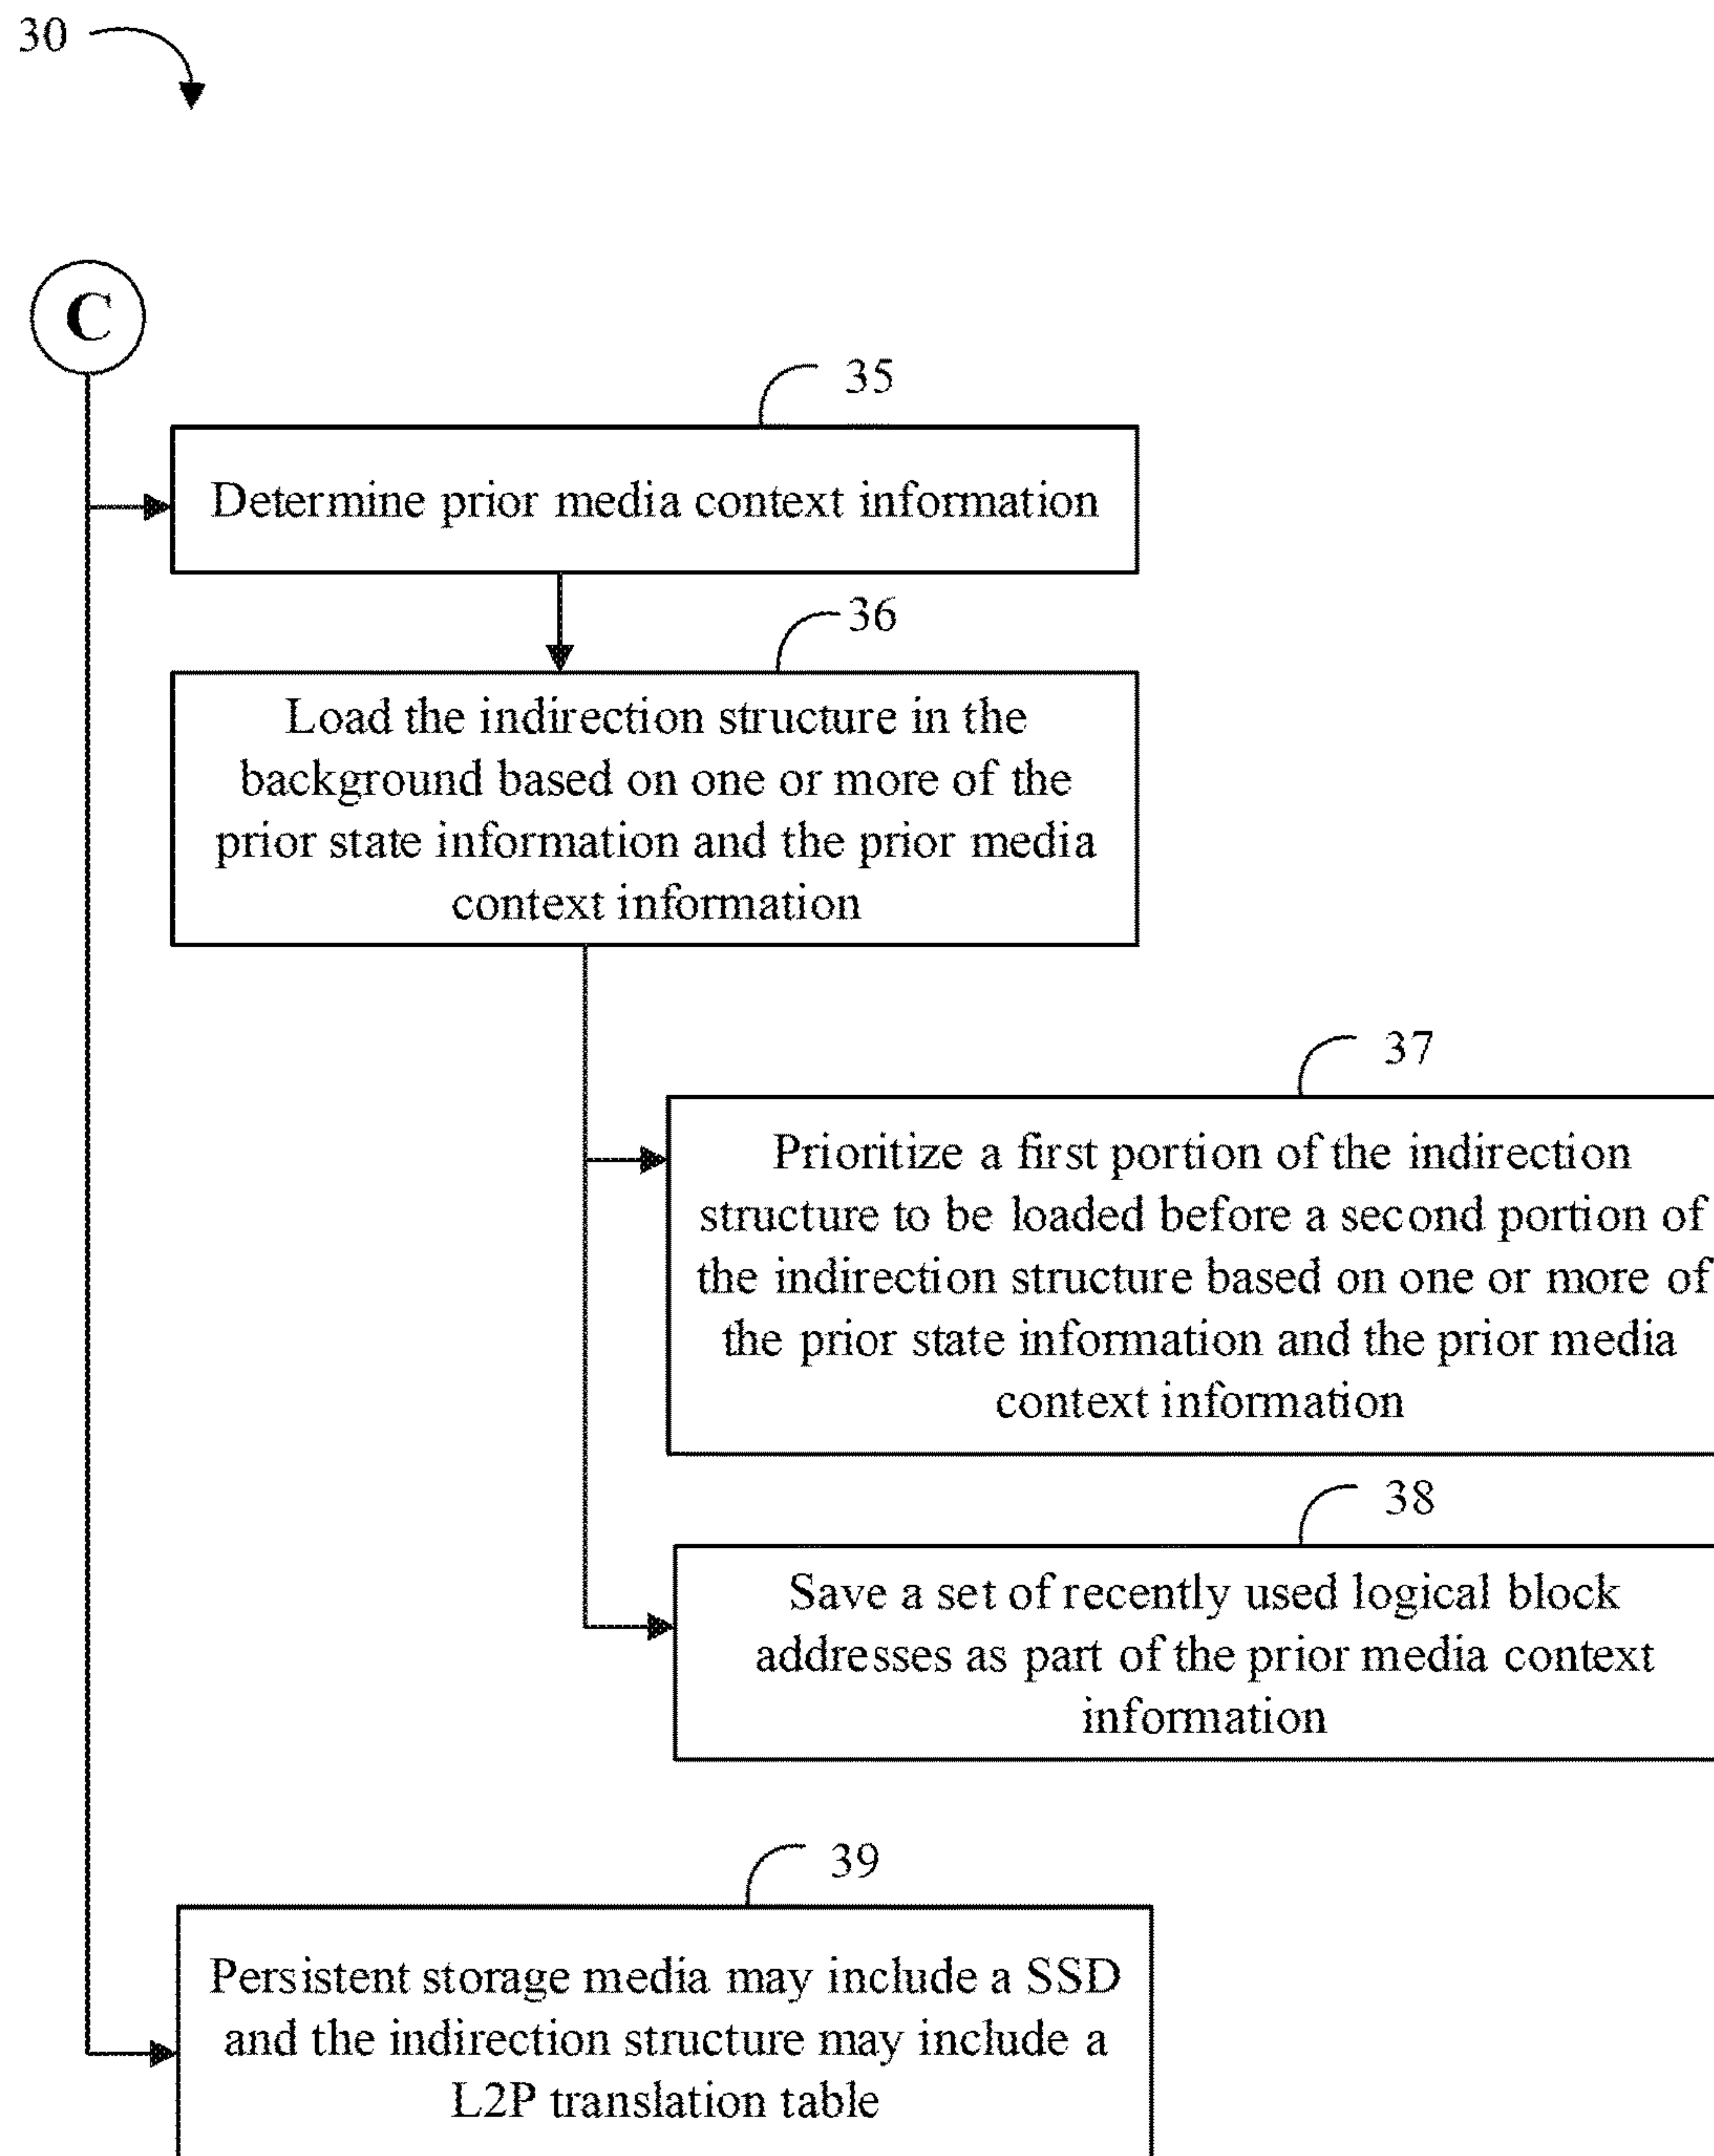 30
C
35
Determine prior media context information
36
Load the indirection structure in the
background based on one or more of the
prior state information and the prior media
context information
37
Prioritize a first portion of the indirection
structure to be loaded before a second portion of
the indirection structure based on one or more of
the prior state information and the prior media
context information
38
Save a set of recently used logical block
addresses as part of the prior media context
information
39
Persistent storage media may include a SSD
and the indirection structure may include a
L2P translation table